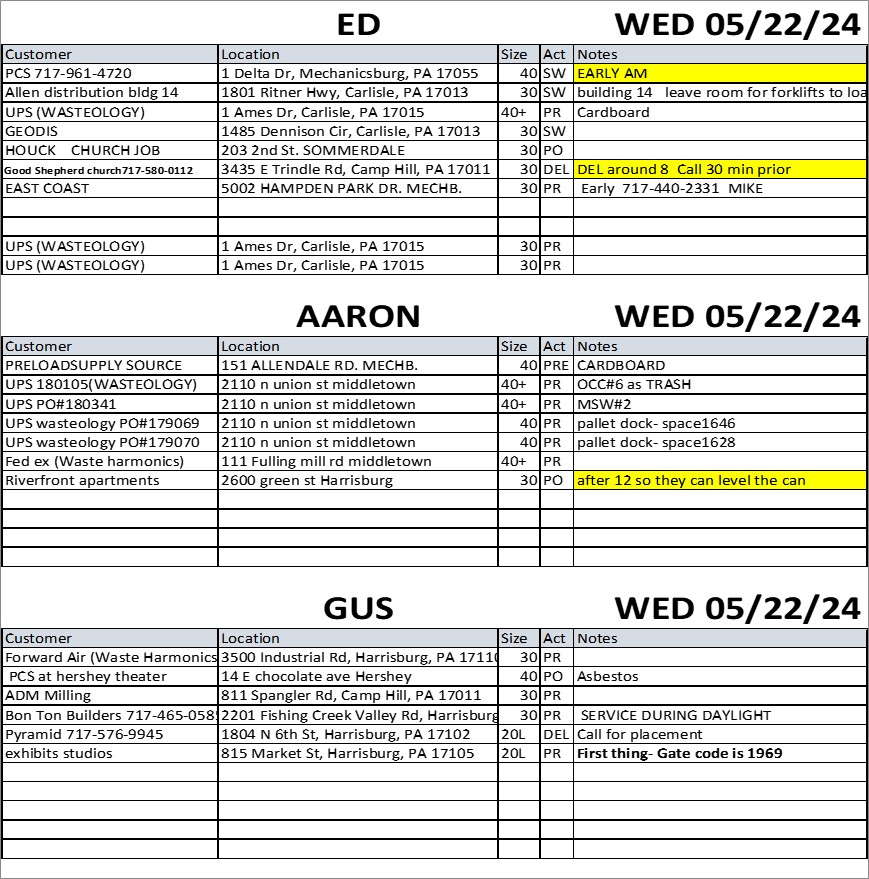 ED WED 05/22/24
Customer Location Size Act Notes
PCS 717-961-4720 1 Delta Dr, Mechanicsburg, PA 17055 40 SW EARLY AM
Allen distribution bldg 14 1801 Ritner Hwy, Carlisle, PA 17013 30 SW building 14 leave room for forklifts to loa
UPS (WASTEOLOGY) 1 Ames Dr, Carlisle, PA 17015 40+ PR Cardboard
GEODIS 1485 Dennison Cir, Carlisle, PA 17013 30 SW
HOUCK CHURCH JOB 203 2nd St. SOMMERDALE 30 PO
Good Shepherd church717-580-0112 3435 E Trindle Rd, Camp Hill, PA 17011 30 DEL DEL around 8 Call 30 min prior
EAST COAST 5002 HAMPDEN PARK DR. MECHB. 30 PR Early 717-440-2331 MIKE
UPS (WASTEOLOGY) 1 Ames Dr, Carlisle, PA 17015 30 PR
UPS (WASTEOLOGY) 1 Ames Dr, Carlisle, PA 17015 30 PR
AARON WED 05/22/24
Customer Location Size Act Notes
PRELOADSUPPLY SOURCE 151 ALLENDALE RD. MECHB. 40 PRE CARDBOARD
UPS 180105(WASTEOLOGY) 2110 n union st middletown 40+ PR OCC#6 as TRASH
UPS PO#180341 2110 n union st middletown 40+ PR MSW#2
UPS wasteology PO#179069 2110 n union st middletown 40 PR pallet dock- space1646
UPS wasteology PO#179070 2110 n union st middletown 40 PR pallet dock- space1628
Fed ex (Waste harmonics) 111 Fulling mill rd middletown 40+ PR
Riverfront apartments 2600 green st Harrisburg 30 PO after 12 so they can level the can
GUS WED 05/22/24
Customer Location Size Act Notes
Forward Air (Waste Harmonics 3500 Industrial Rd, Harrisburg, PA 17110 30 PR
PCS at hershey theater 14 E chocolate ave Hershey 40 PO Asbestos
ADM Milling 811 Spangler Rd, Camp Hill, PA 17011 30 PR
Bon Ton Builders 717-465-058 2201 Fishing Creek Valley Rd, Harrisburg 30 PR SERVICE DURING DAYLIGHT
Pyramid 717-576-9945 1804 N 6th St, Harrisburg, PA 17102 20L DEL Call for placement
exhibits studios 815 Market St, Harrisburg, PA 17105 20L PR First thing- Gate code is 1969